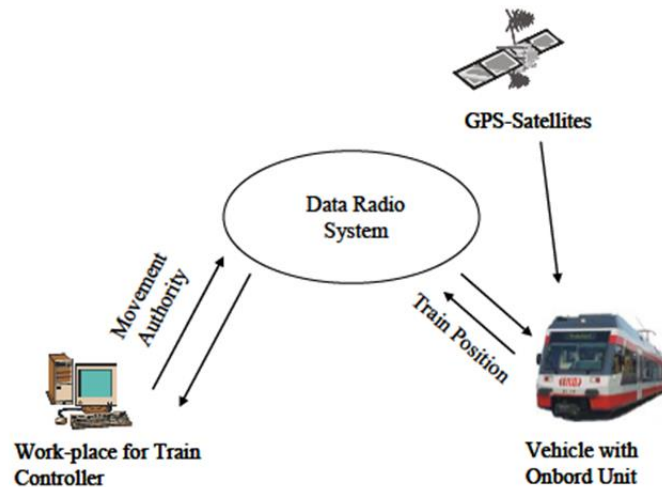 GPS-Satellites
Data Radio
System
Movement
Authority
Train Position
Work-place for Train
Controller
Vehicle with
Onbord Unit